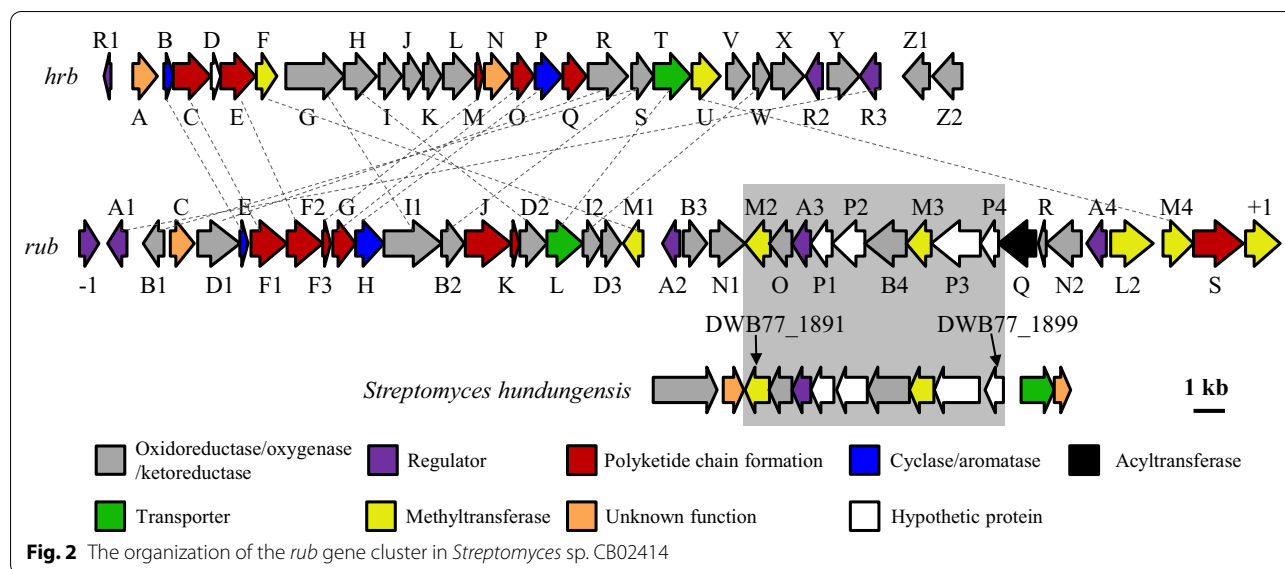 R1 B D F H J L N P R T V X Y Z1
hrb
A C E G I K M O Q S U W R2 R3 Z2
A1 C E F2 G I1 J D2 I2 M1 B3 M2 A3 P2 M3 P4 R A4 M4 +1
rub
-1 B1 D1 F1 F3 H B2 K L D3 A2 N1 O P1 B4 P3 Q N2 L2 S
DWB77_1891 DWB77_1899
Streptomyces hundungensis
1 kb
Oxidoreductase/oxygenase
/ketoreductase
Regulator
Polyketide chain formation
Cyclase/aromatase
Acyltransferase
Transporter
Methyltransferase
Unknown function
Hypothetic protein
Fig. 2 The organization of the rub gene cluster in Streptomyces sp. CB02414